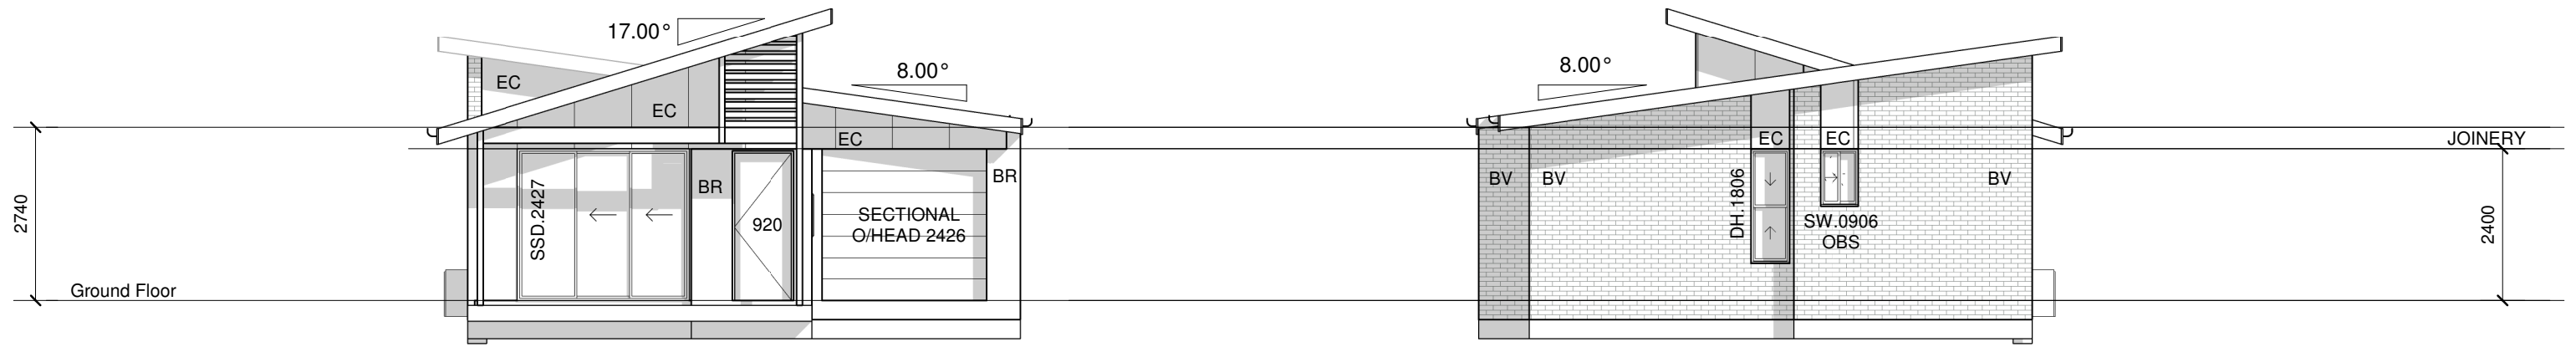 17.00°
8.00°
EC
EC
EC
SSD.2427
BR
920
SECTIONAL
O/HEAD 2426
BR
2740
Ground Floor
8.00°
EC
EC
JOINERY
BV
BV
DH.1806
SW.0906
OBS
BV
2400